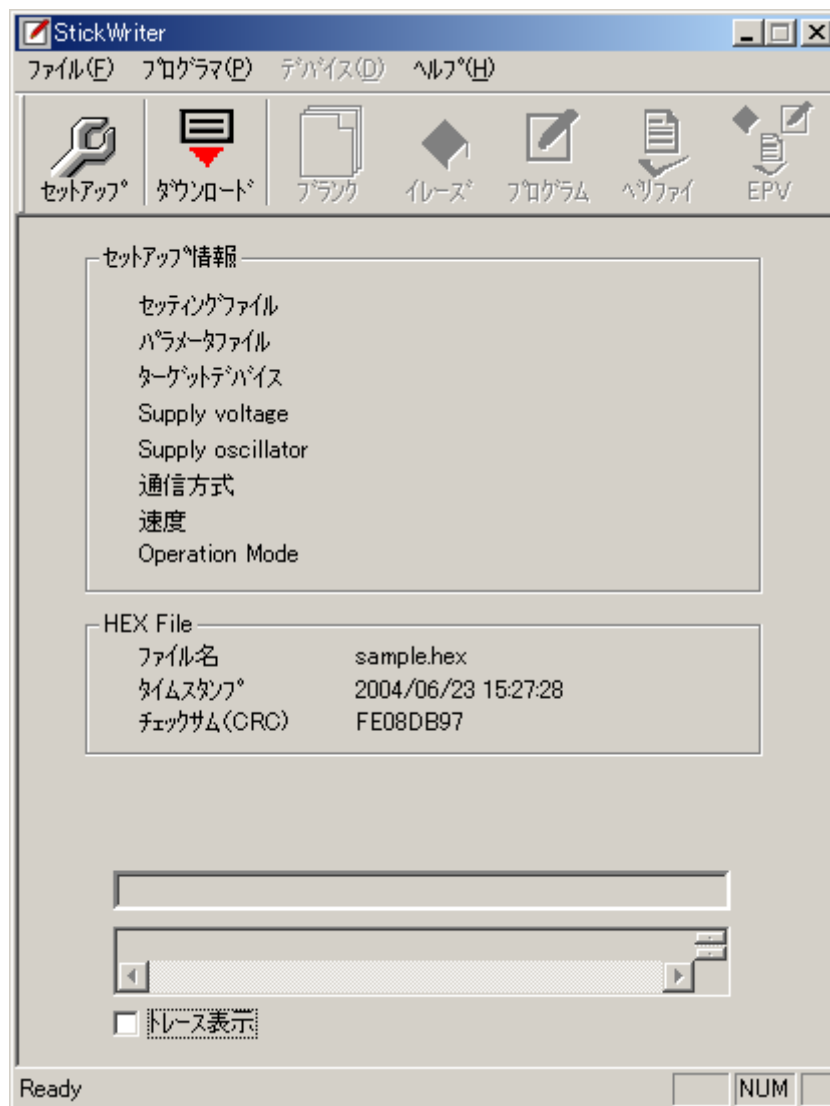 StickWriter
ﾌｧｲﾙ(F) ﾌﾟﾛｸﾞﾗﾏ(P) ﾃﾞﾊﾞｲｽ(D) ﾍﾙﾌﾟ(H)
ｾｯﾄｱｯﾌﾟ ﾀﾞｳﾝﾛｰﾄﾞ ﾌﾞﾗﾝｸ ｲﾚｰｽﾞ ﾌﾟﾛｸﾞﾗﾑ ﾍﾞﾘﾌｧｲ EPV
ｾｯﾄｱｯﾌﾟ情報
ｾｯﾃｨﾝｸﾞﾌｧｲﾙ
ﾊﾟﾗﾒｰﾀﾌｧｲﾙ
ﾀｰｹﾞｯﾄﾃﾞﾊﾞｲｽ
Supply voltage
Supply oscillator
通信方式
速度
Operation Mode
HEX File
ﾌｧｲﾙ名 sample.hex
ﾀｲﾑｽﾀﾝﾌﾟ 2004/06/23 15:27:28
ﾁｪｯｸｻﾑ(CRC) FE08DB97
ﾄﾚｰｽ表示
Ready NUM